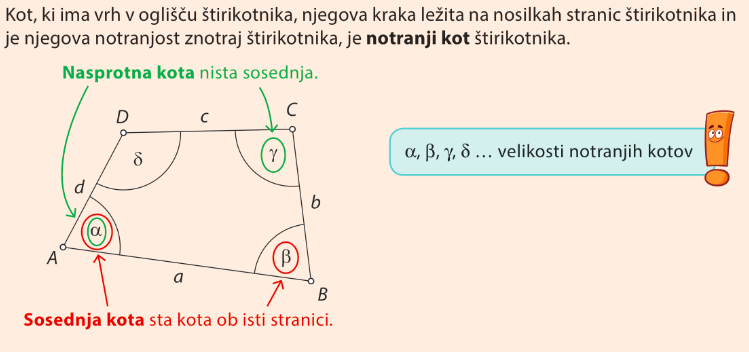 Kot, ki ima vrh v oglišču štirikotnika, njegova kraka ležita na nosilkah stranic štirikotnika in
je njegova notranjost znotraj štirikotnika, je notranji kot štirikotnika.
Nasprotna kota nista sosednja.
D
c
C
δ
γ
α, β, γ, δ ... velikosti notranjih kotov
d
b
α
A
β
a
B
Sosednja kota sta kota ob isti stranici.